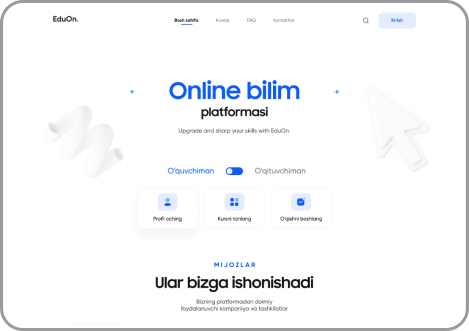 EduOn.
Bosh sahifa
Kurslar
FAQ
Kontaktlar
Kirish
Online bilim
platformasi
Upgrade and sharp your skills with EduOn.
O'quvchiman
O'qituvchiman
Profil oching
Kursni tanlang
O'qishni boshlang
MIJOZLAR
Ular bizga ishonishadi
Bizning platformadan doimiy
foydalanuvchi kompaniya va tashkilotlar